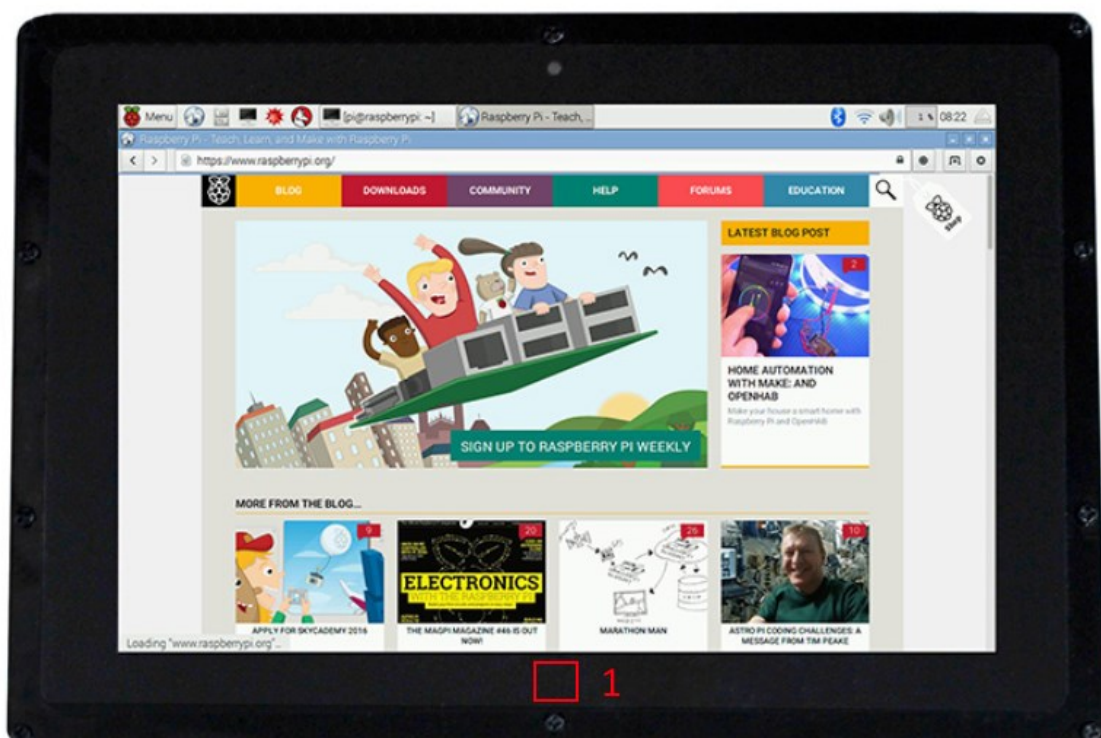 Menu
[pi@raspberrypi: ~]
Raspberry Pi - Teach, ...
1 %
08:22
Raspberry Pi - Teach, Learn, and Make with Raspberry Pi
https://www.raspberrypi.org/
BLOG
DOWNLOADS
COMMUNITY
HELP
FORUMS
EDUCATION
Shop
LATEST BLOG POST
2
HOME AUTOMATION
WITH MAKE: AND
OPENHAB
Make your house a smart home with
Raspberry Pi and OpenHAB
SIGN UP TO RASPBERRY PI WEEKLY
MORE FROM THE BLOG...
9
20
26
10
ELECTRONICS
WITH THE RASPBERRY PI
APPLY FOR SKYCADEMY 2016
THE MAGPI MAGAZINE #46 IS OUT
NOW!
MARATHON MAN
ASTRO PI CODING CHALLENGES: A
MESSAGE FROM TIM PEAKE
Loading "www.raspberrypi.org"...
1